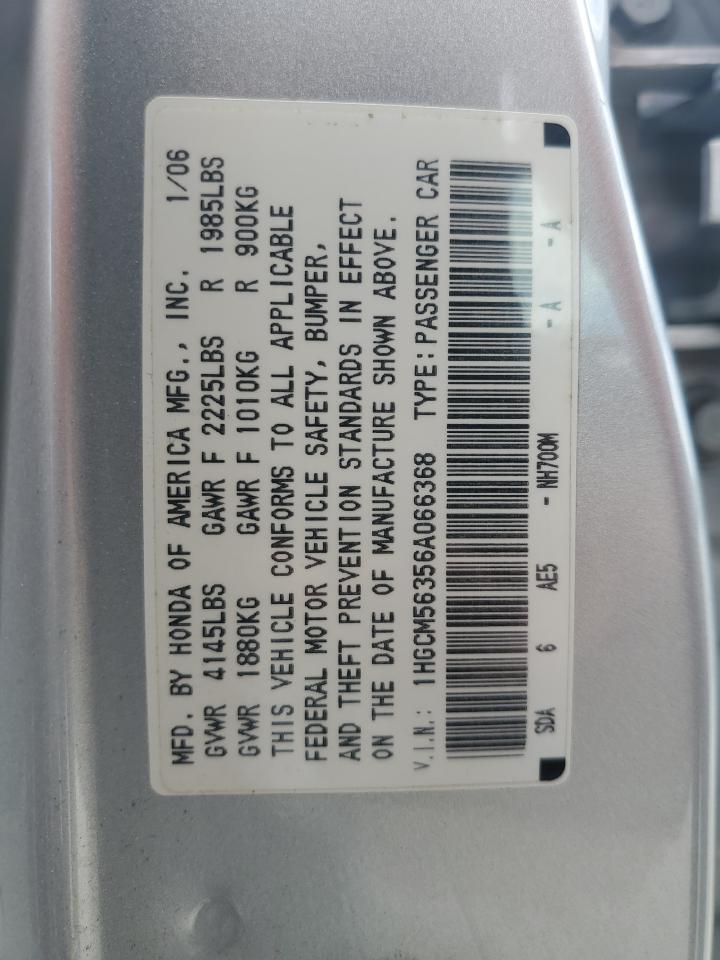 MFD. BY HONDA OF AMERICA MFG., INC. 1/06
GVWR 4145LBS GAWR F 2225LBS R 1985LBS
GVWR 1880KG GAWR F 1010KG R 900KG
THIS VEHICLE CONFORMS TO ALL APPLICABLE
FEDERAL MOTOR VEHICLE SAFETY, BUMPER,
AND THEFT PREVENTION STANDARDS IN EFFECT
ON THE DATE OF MANUFACTURE SHOWN ABOVE.
V.I.N.: 1HGCM56356A066368 TYPE: PASSENGER CAR
SDA 6 AE5 - NH700M - A - A